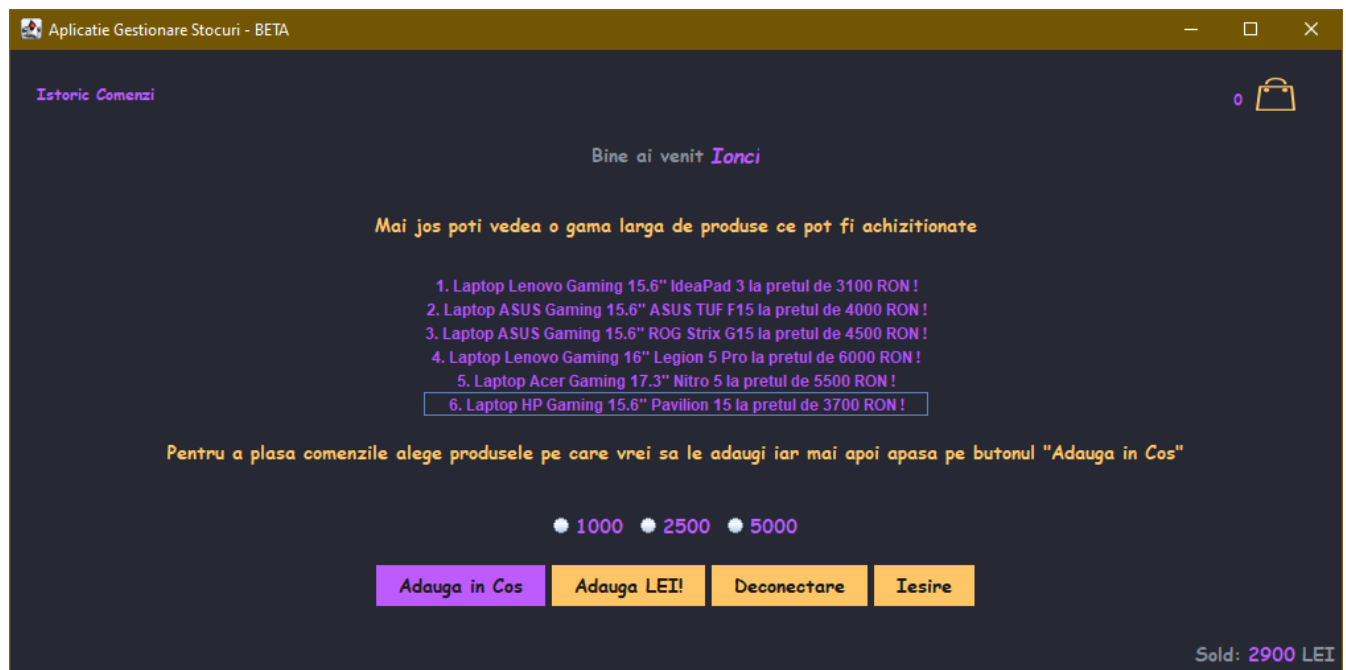 Aplicatie Gestionare Stocuri - BETA
Istoric Comenzi
0
Bine ai venit Ionci
Mai jos poti vedea o gama larga de produse ce pot fi achizitionate
1. Laptop Lenovo Gaming 15.6" IdeaPad 3 la pretul de 3100 RON !
2. Laptop ASUS Gaming 15.6" ASUS TUF F15 la pretul de 4000 RON !
3. Laptop ASUS Gaming 15.6" ROG Strix G15 la pretul de 4500 RON !
4. Laptop Lenovo Gaming 16" Legion 5 Pro la pretul de 6000 RON !
5. Laptop Acer Gaming 17.3" Nitro 5 la pretul de 5500 RON !
6. Laptop HP Gaming 15.6" Pavilion 15 la pretul de 3700 RON !
Pentru a plasa comenzile alege produsele pe care vrei sa le adaugi iar mai apoi apasa pe butonul "Adauga in Cos"
1000 2500 5000
Adauga in Cos Adauga LEI! Deconectare Iesire
Sold: 2900 LEI